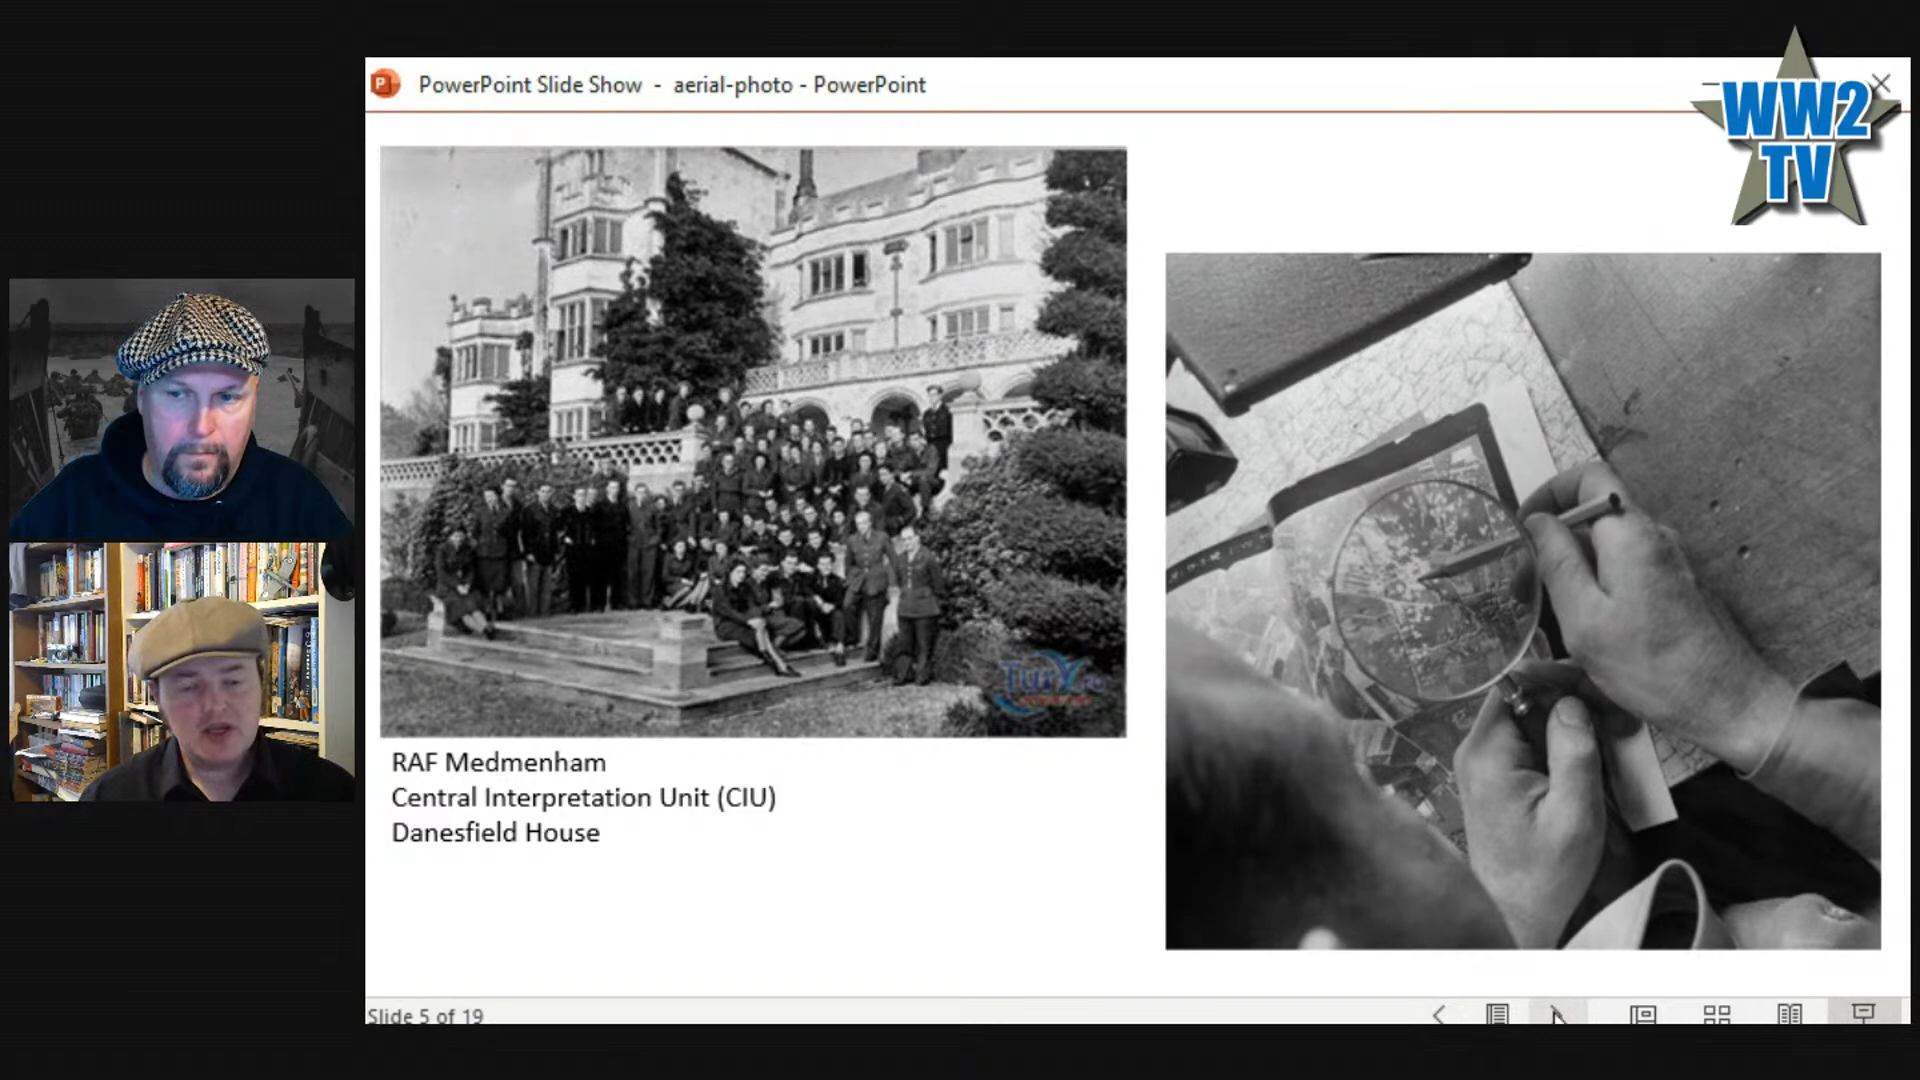 PowerPoint Slide Show - aerial-photo - PowerPoint
WW2
TV
RAF Medmenham
Central Interpretation Unit (CIU)
Danesfield House
Slide 5 of 19